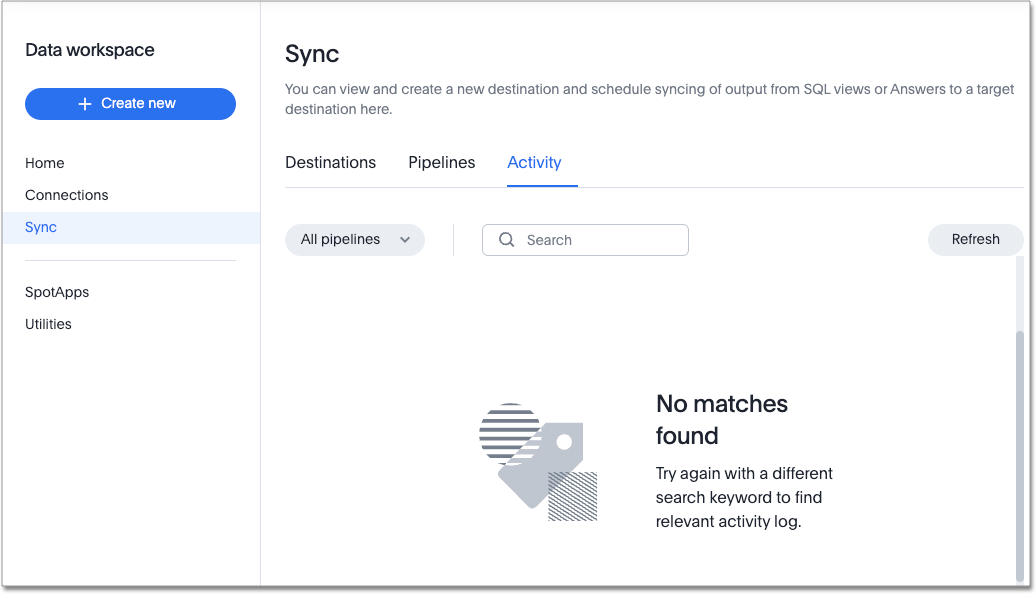 Data workspace
Create new
Home
Connections
Sync
SpotApps
Utilities
Sync
You can view and create a new destination and schedule syncing of output from SQL views or Answers to a target
destination here.
Destinations Pipelines Activity
All pipelines Search Refresh
No matches
found
Try again with a different
search keyword to find
relevant activity log.